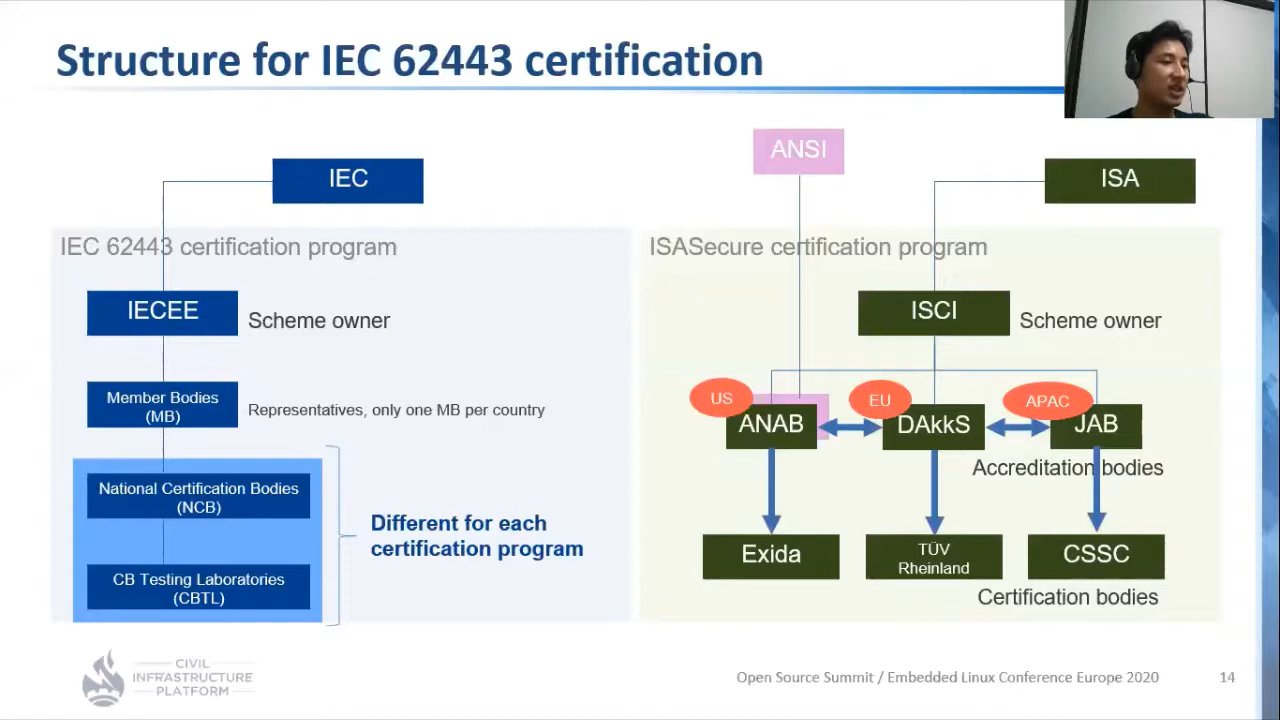 Structure for IEC 62443 certification
IEC
ANSI
ISA
IEC 62443 certification program
ISASecure certification program
IECEE
Scheme owner
ISCI
Scheme owner
Member Bodies
(MB)
Representatives, only one MB per country
US
EU
APAC
ANAB
DAkkS
JAB
Accreditation bodies
National Certification Bodies
(NCB)
Different for each
certification program
CB Testing Laboratories
(CBTL)
Exida
TÜV
Rheinland
CSSC
Certification bodies
CIVIL
INFRASTRUCTURE
PLATFORM
Open Source Summit / Embedded Linux Conference Europe 2020
14